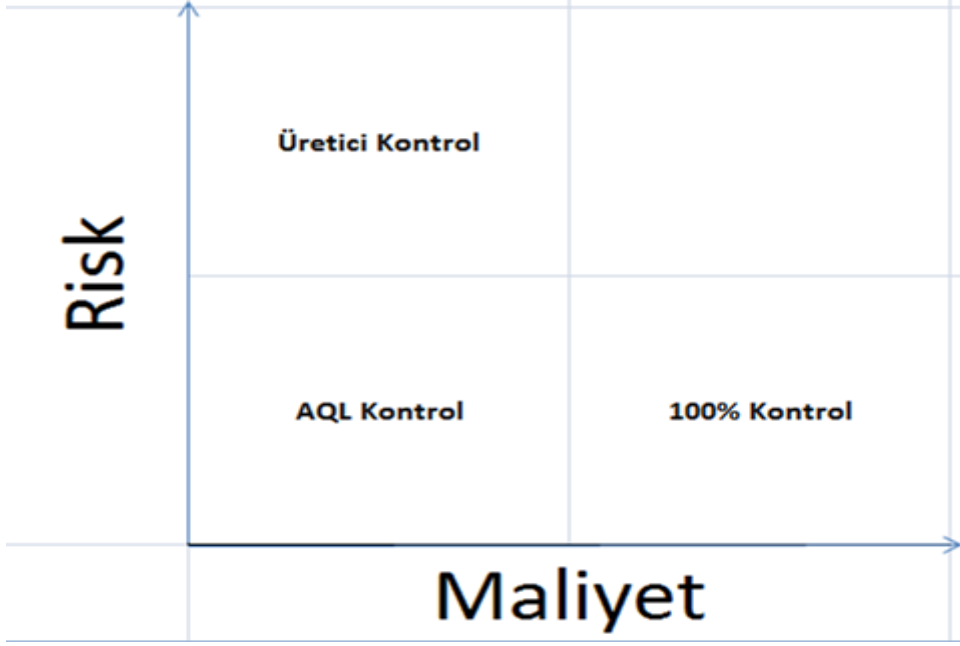 Üretici Kontrol
Risk
AQL Kontrol
100% Kontrol
Maliyet